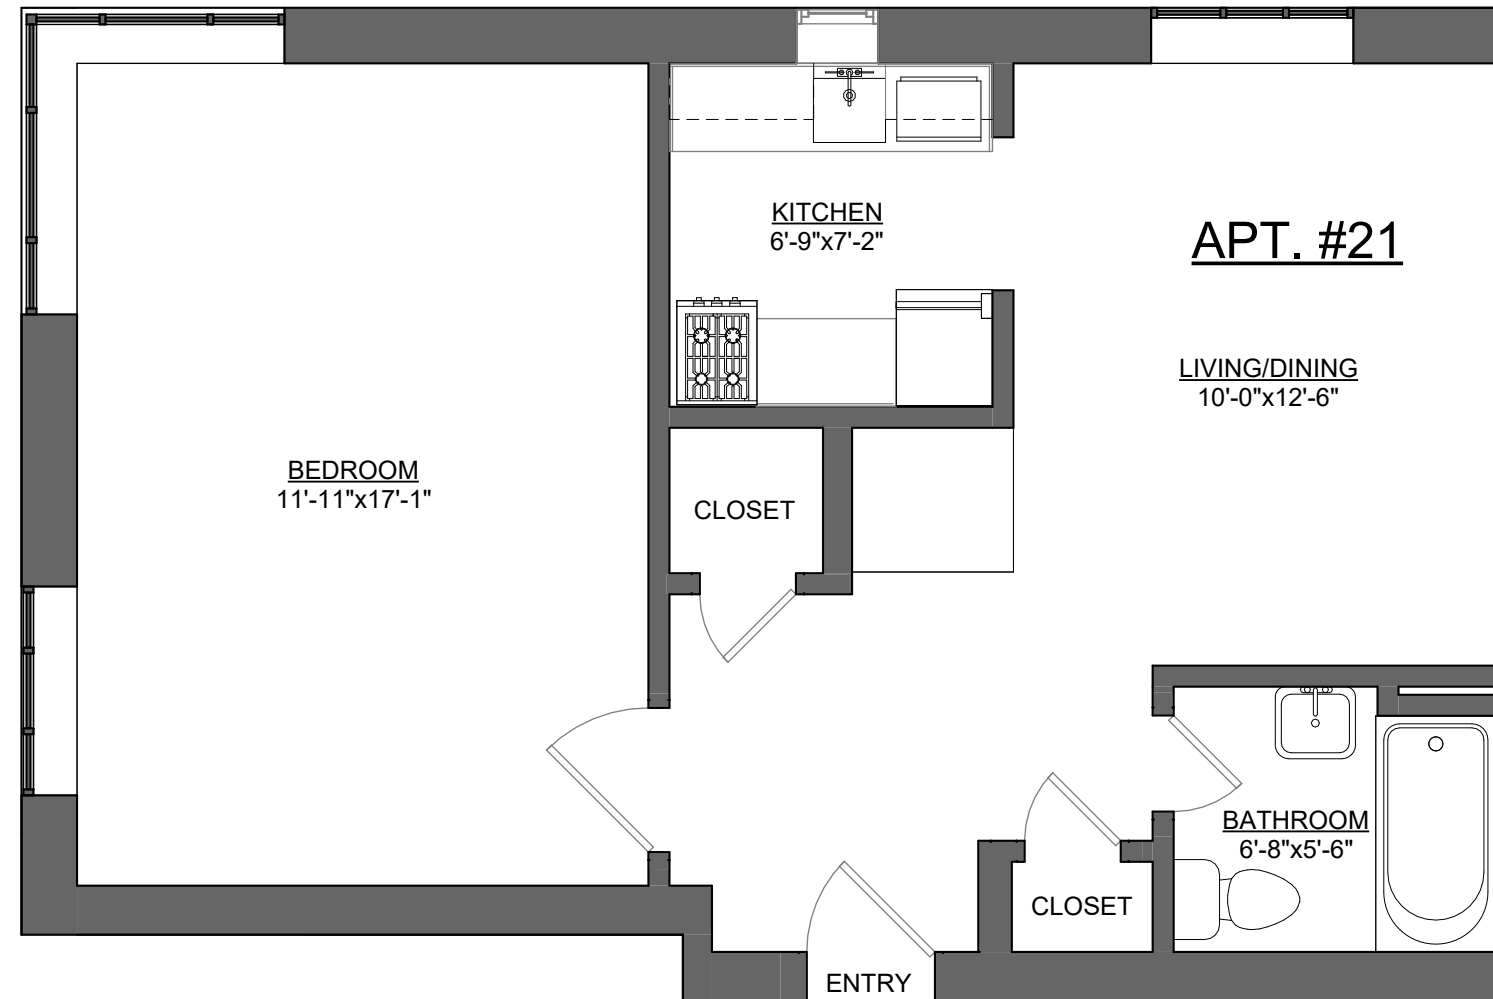 KITCHEN
6'-9"x7'-2"
APT. #21
LIVING/DINING
10'-0"x12'-6"
BEDROOM
11'-11"x17'-1"
CLOSET
BATHROOM
6'-8"x5'-6"
CLOSET
ENTRY